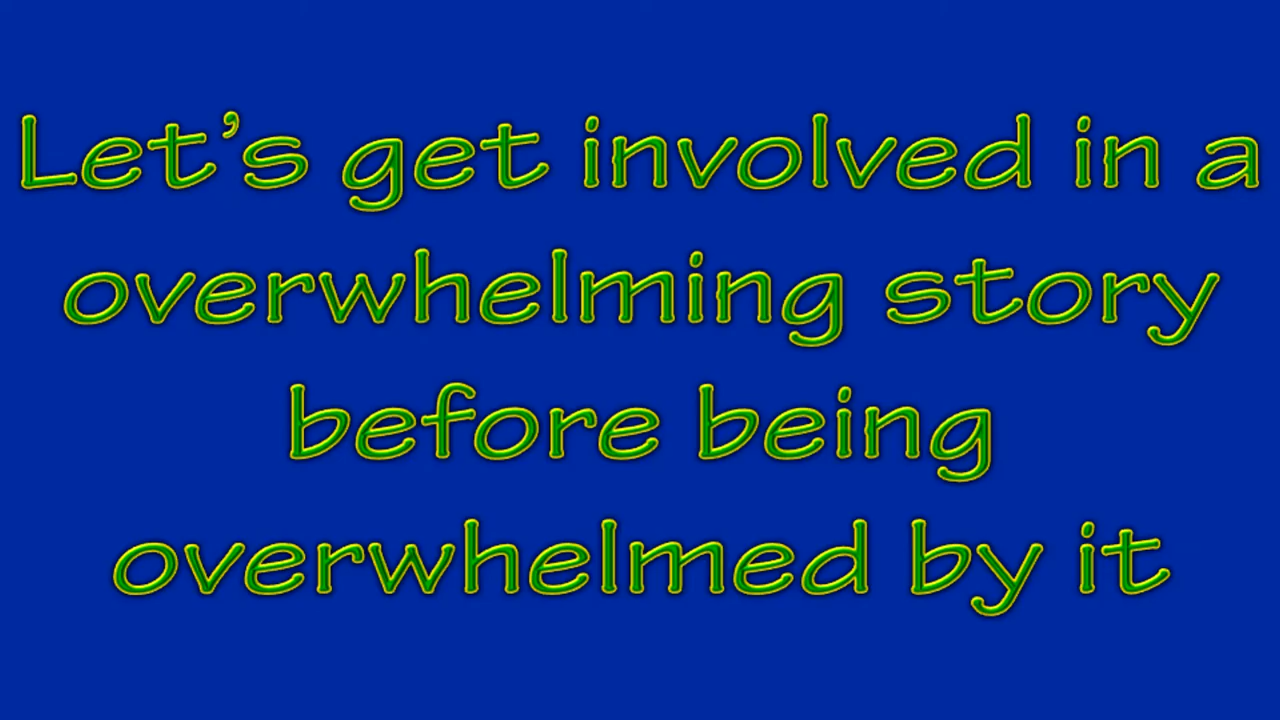 Let’s get involved in a
overwhelming story
before being
overwhelmed by it